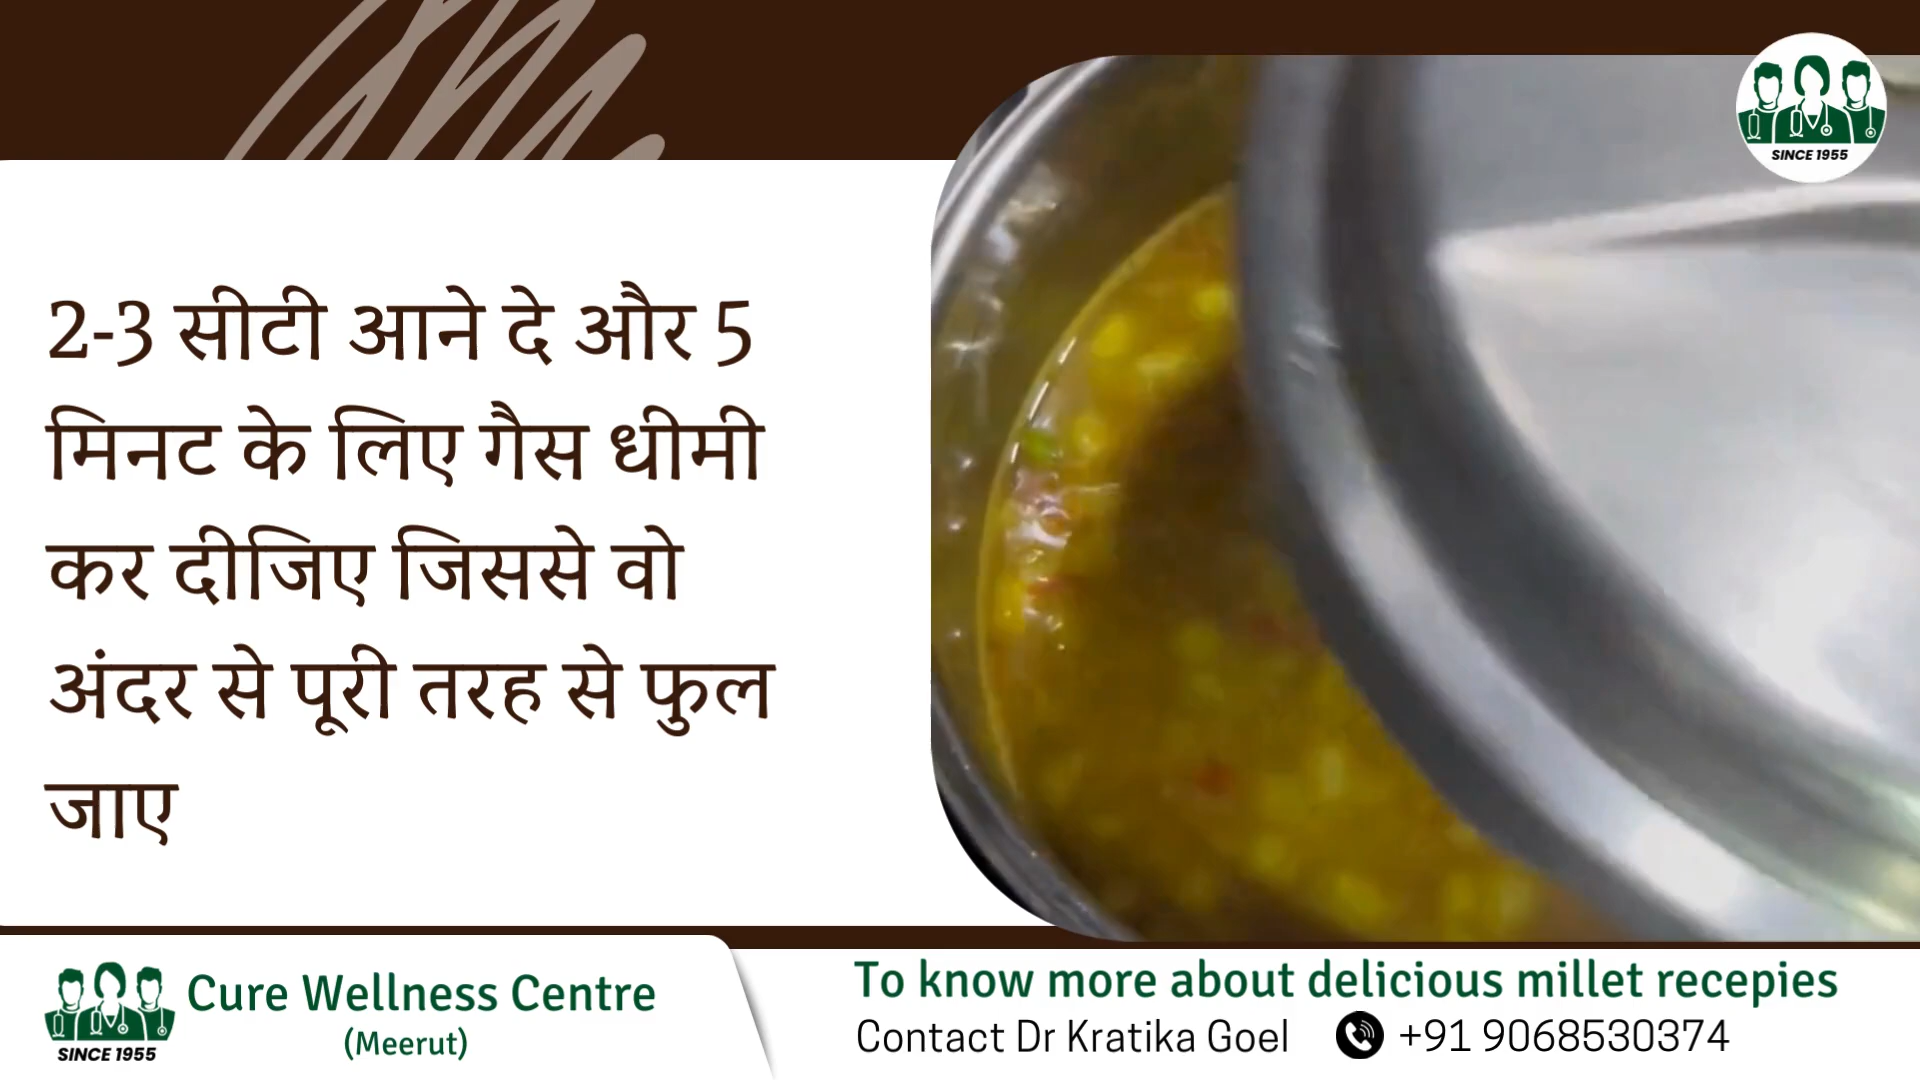 SINCE 1955
2-3 सीटी आने दे और 5
मिनट के लिए गैस धीमी
कर दीजिए जिससे वो
अंदर से पूरी तरह से फुल
जाए
Cure Wellness Centre
(Meerut)
SINCE 1955
To know more about delicious millet recepies
Contact Dr Kratika Goel +91 9068530374